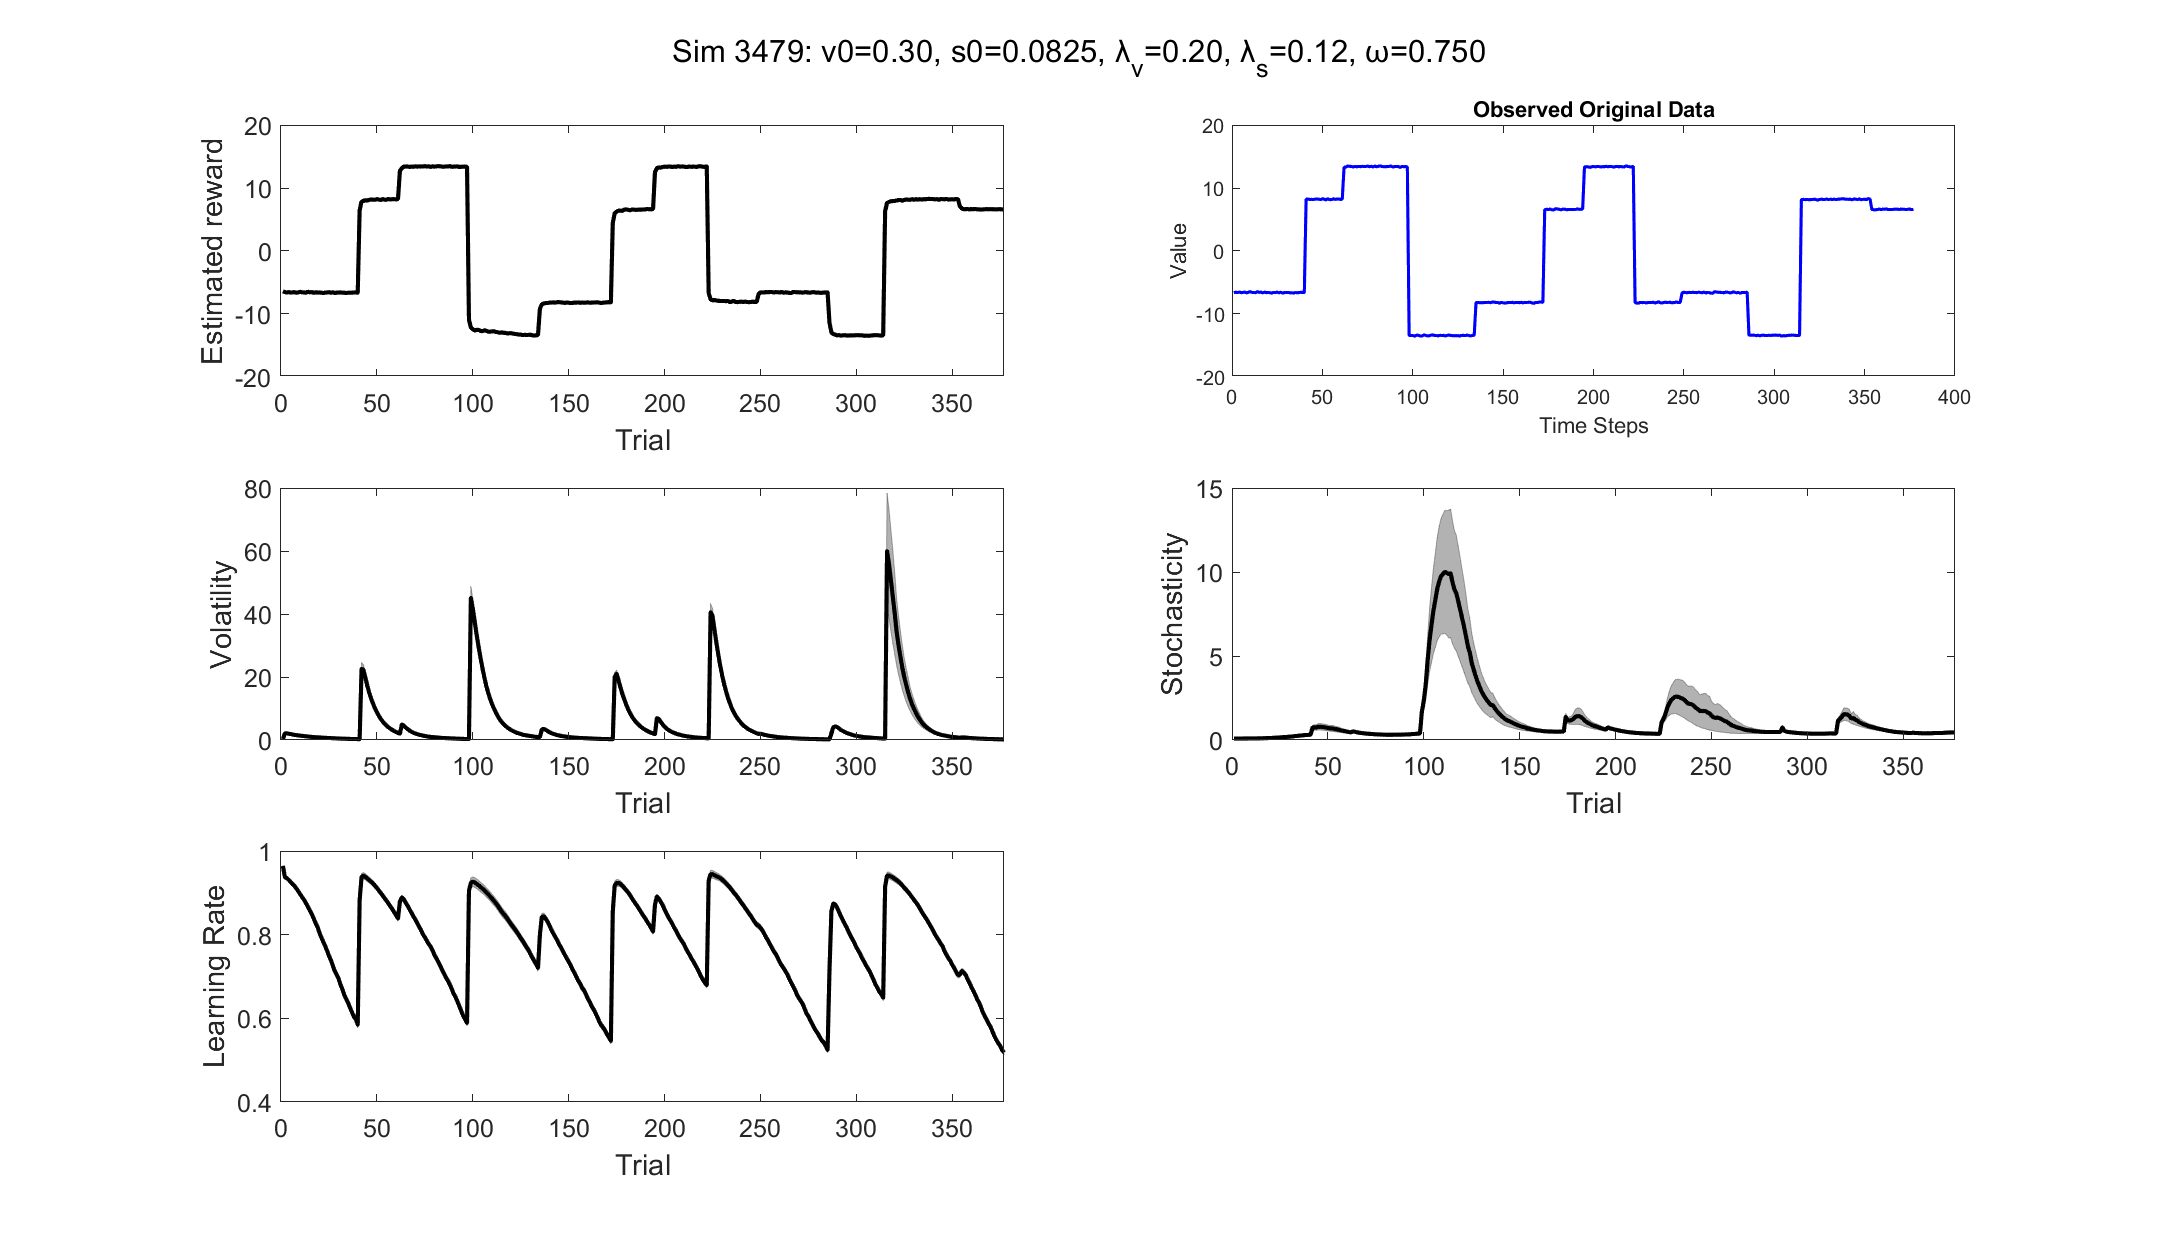 Sim 3479: v0=0.30, s0=0.0825, λ_v=0.20, λ_s=0.12, ω=0.750
Estimated reward
20
10
0
-10
-20
0 50 100 150 200 250 300 350
Trial
Observed Original Data
Value
20
10
0
-10
-20
0 50 100 150 200 250 300 350 400
Time Steps
Volatility
80
60
40
20
0
0 50 100 150 200 250 300 350
Trial
Stochasticity
15
10
5
0
0 50 100 150 200 250 300 350
Trial
Learning Rate
1
0.8
0.6
0.4
0 50 100 150 200 250 300 350
Trial